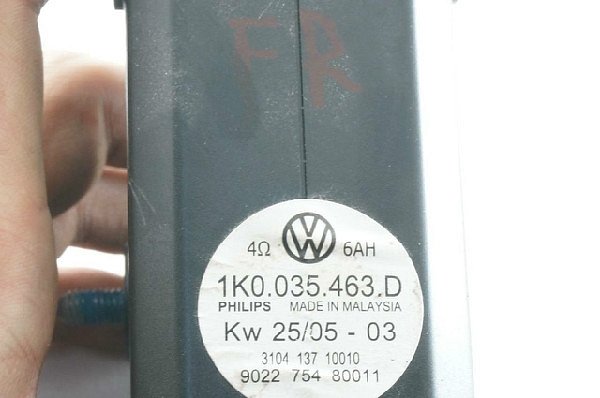 FR
4Ω VW 6AH
1K0.035.463.D
PHILIPS MADE IN MALAYSIA
Kw 25/05 - 03
3104 137 10010
9022 754 80011